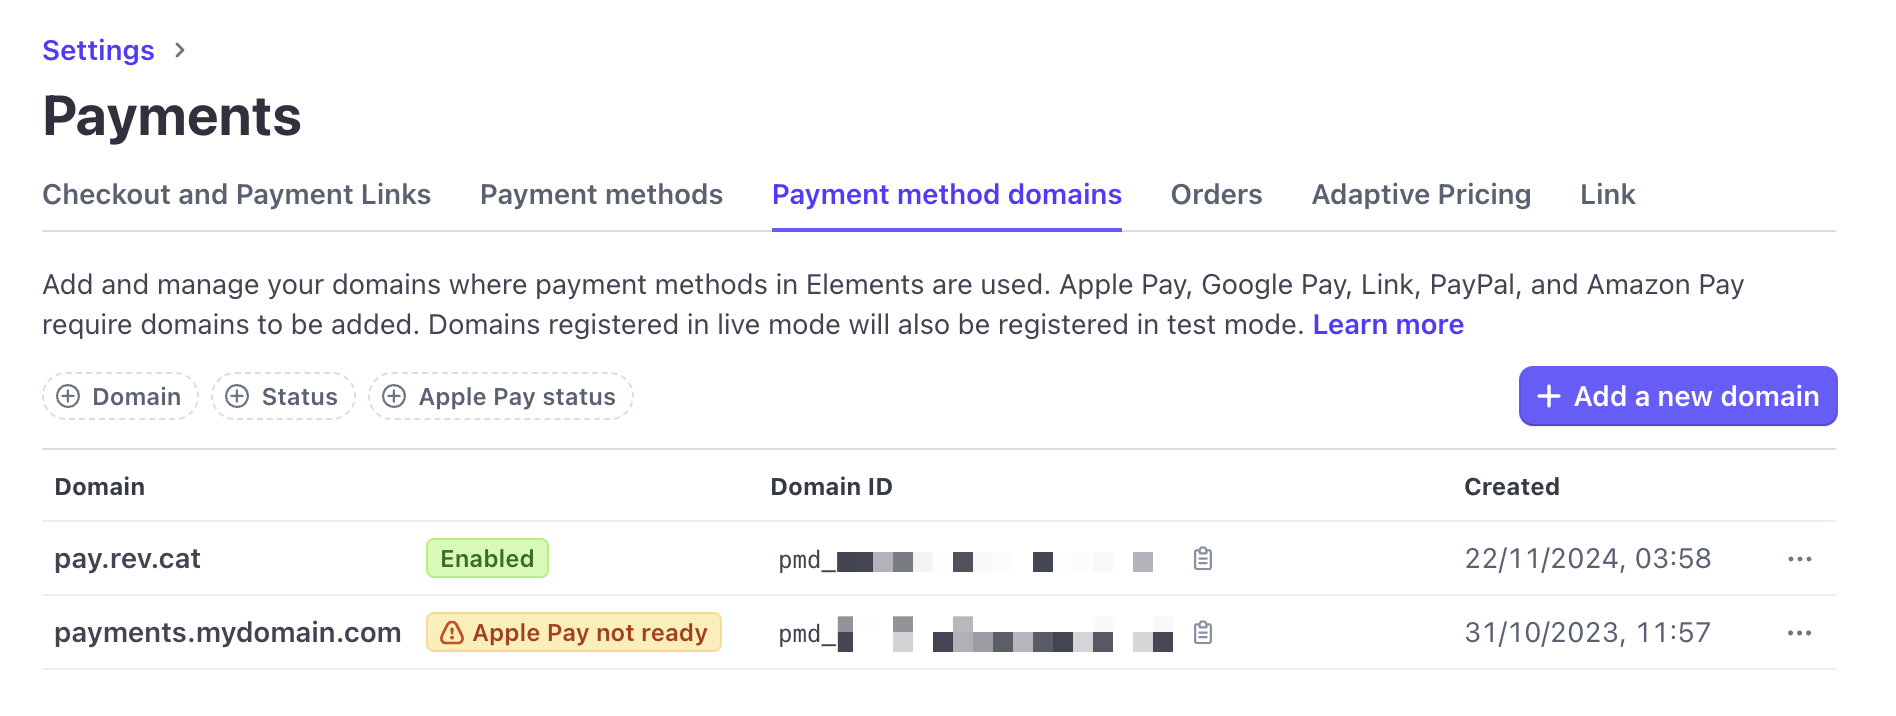 Settings
Payments
Checkout and Payment Links Payment methods Payment method domains Orders Adaptive Pricing Link
Add and manage your domains where payment methods in Elements are used. Apple Pay, Google Pay, Link, PayPal, and Amazon Pay
require domains to be added. Domains registered in live mode will also be registered in test mode. Learn more
Domain Status Apple Pay status + Add a new domain
Domain Domain ID Created
pay.rev.cat Enabled pmd_ 22/11/2024, 03:58 ...
payments.mydomain.com Apple Pay not ready pmd_ 31/10/2023, 11:57 ...